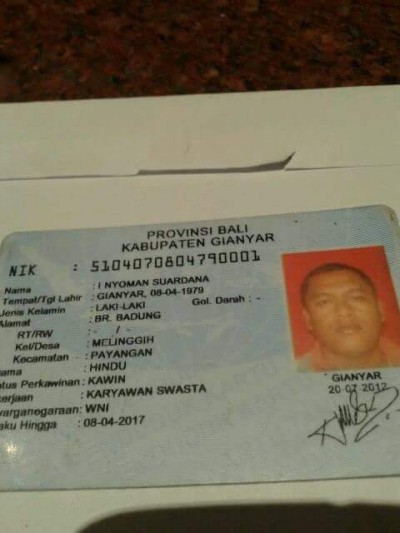 PROVINSI BALI
KABUPATEN GIANYAR
NIK : 5104070604790001
Nama : I NYOMAN SUARDANA
Tempat/Tgl Lahir : GIANYAR, 08-04-1979
Jenis Kelamin : LAKI-LAKI Gol. Darah : -
Alamat : BR. BADUNG
RT/RW : - / -
Kel/Desa : MELINGGIH
Kecamatan : PAYANGAN
ama : HINDU
atus Perkawinan: KAWIN
erjaan : KARYAWAN SWASTA
warganegaraan: WNI
aku Hingga : 08-04-2017
GIANYAR
20-07-2012